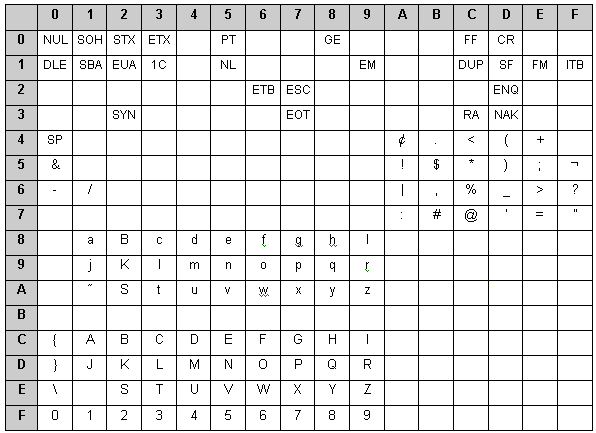 0 1 2 3 4 5 6 7 8 9 A B C D E F
0 NUL SOH STX ETX PT GE FF CR
1 DLE SBA EUA 1C NL EM DUP SF FM ITB
2 ETB ESC ENQ
3 SYN EOT RA NAK
4 SP ¢ . < ( +
5 & ! $ * ) ; ¬
6 - / | , % _ > ?
7 : # @ ' = "
8 a B c d e f g h I
9 j K l m n o p q r
A ˝ S t u v w x y z
B
C { A B C D E F G H I
D } J K L M N O P Q R
E \ S T U V W X Y Z
F 0 1 2 3 4 5 6 7 8 9